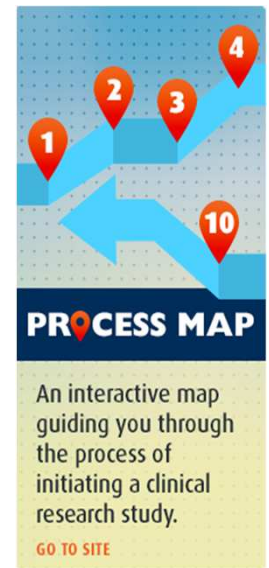 4
2
3
1
10
PROCESS MAP
An interactive map
guiding you through
the process of
initiating a clinical
research study.
GO TO SITE